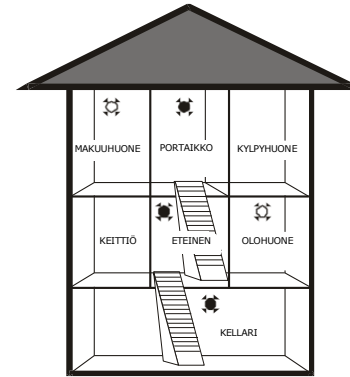 MAKUUHUONE
PORTAIKKO
KYLPYHUONE
KEITTIÖ
ETEINEN
OLOHUONE
KELLARI